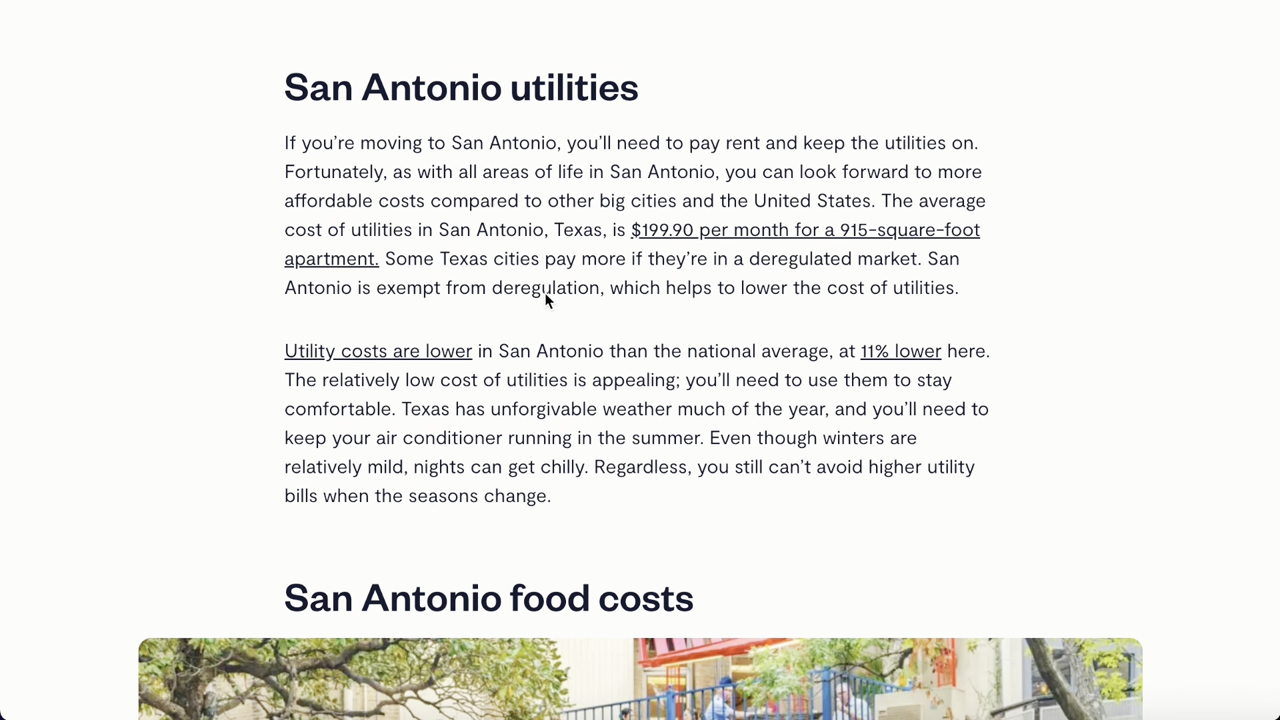 San Antonio utilities
If you’re moving to San Antonio, you’ll need to pay rent and keep the utilities on.
Fortunately, as with all areas of life in San Antonio, you can look forward to more
affordable costs compared to other big cities and the United States. The average
cost of utilities in San Antonio, Texas, is $199.90 per month for a 915-square-foot
apartment. Some Texas cities pay more if they’re in a deregulated market. San
Antonio is exempt from deregulation, which helps to lower the cost of utilities.
Utility costs are lower in San Antonio than the national average, at 11% lower here.
The relatively low cost of utilities is appealing; you’ll need to use them to stay
comfortable. Texas has unforgivable weather much of the year, and you’ll need to
keep your air conditioner running in the summer. Even though winters are
relatively mild, nights can get chilly. Regardless, you still can’t avoid higher utility
bills when the seasons change.
San Antonio food costs